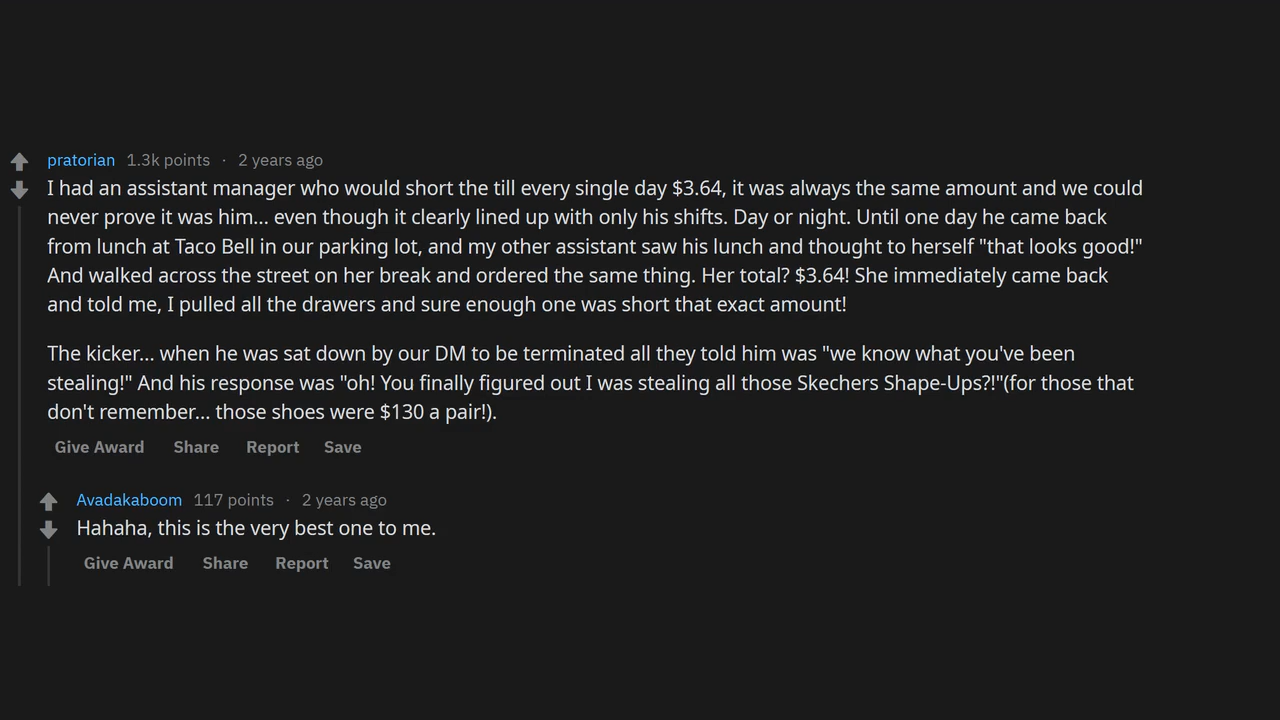 pratorian 1.3k points · 2 years ago
I had an assistant manager who would short the till every single day $3.64, it was always the same amount and we could
never prove it was him... even though it clearly lined up with only his shifts. Day or night. Until one day he came back
from lunch at Taco Bell in our parking lot, and my other assistant saw his lunch and thought to herself "that looks good!"
And walked across the street on her break and ordered the same thing. Her total? $3.64! She immediately came back
and told me, I pulled all the drawers and sure enough one was short that exact amount!
The kicker... when he was sat down by our DM to be terminated all they told him was "we know what you've been
stealing!" And his response was "oh! You finally figured out I was stealing all those Skechers Shape-Ups?!"(for those that
don't remember... those shoes were $130 a pair!).
Give Award Share Report Save
Avadakaboom 117 points · 2 years ago
Hahaha, this is the very best one to me.
Give Award Share Report Save